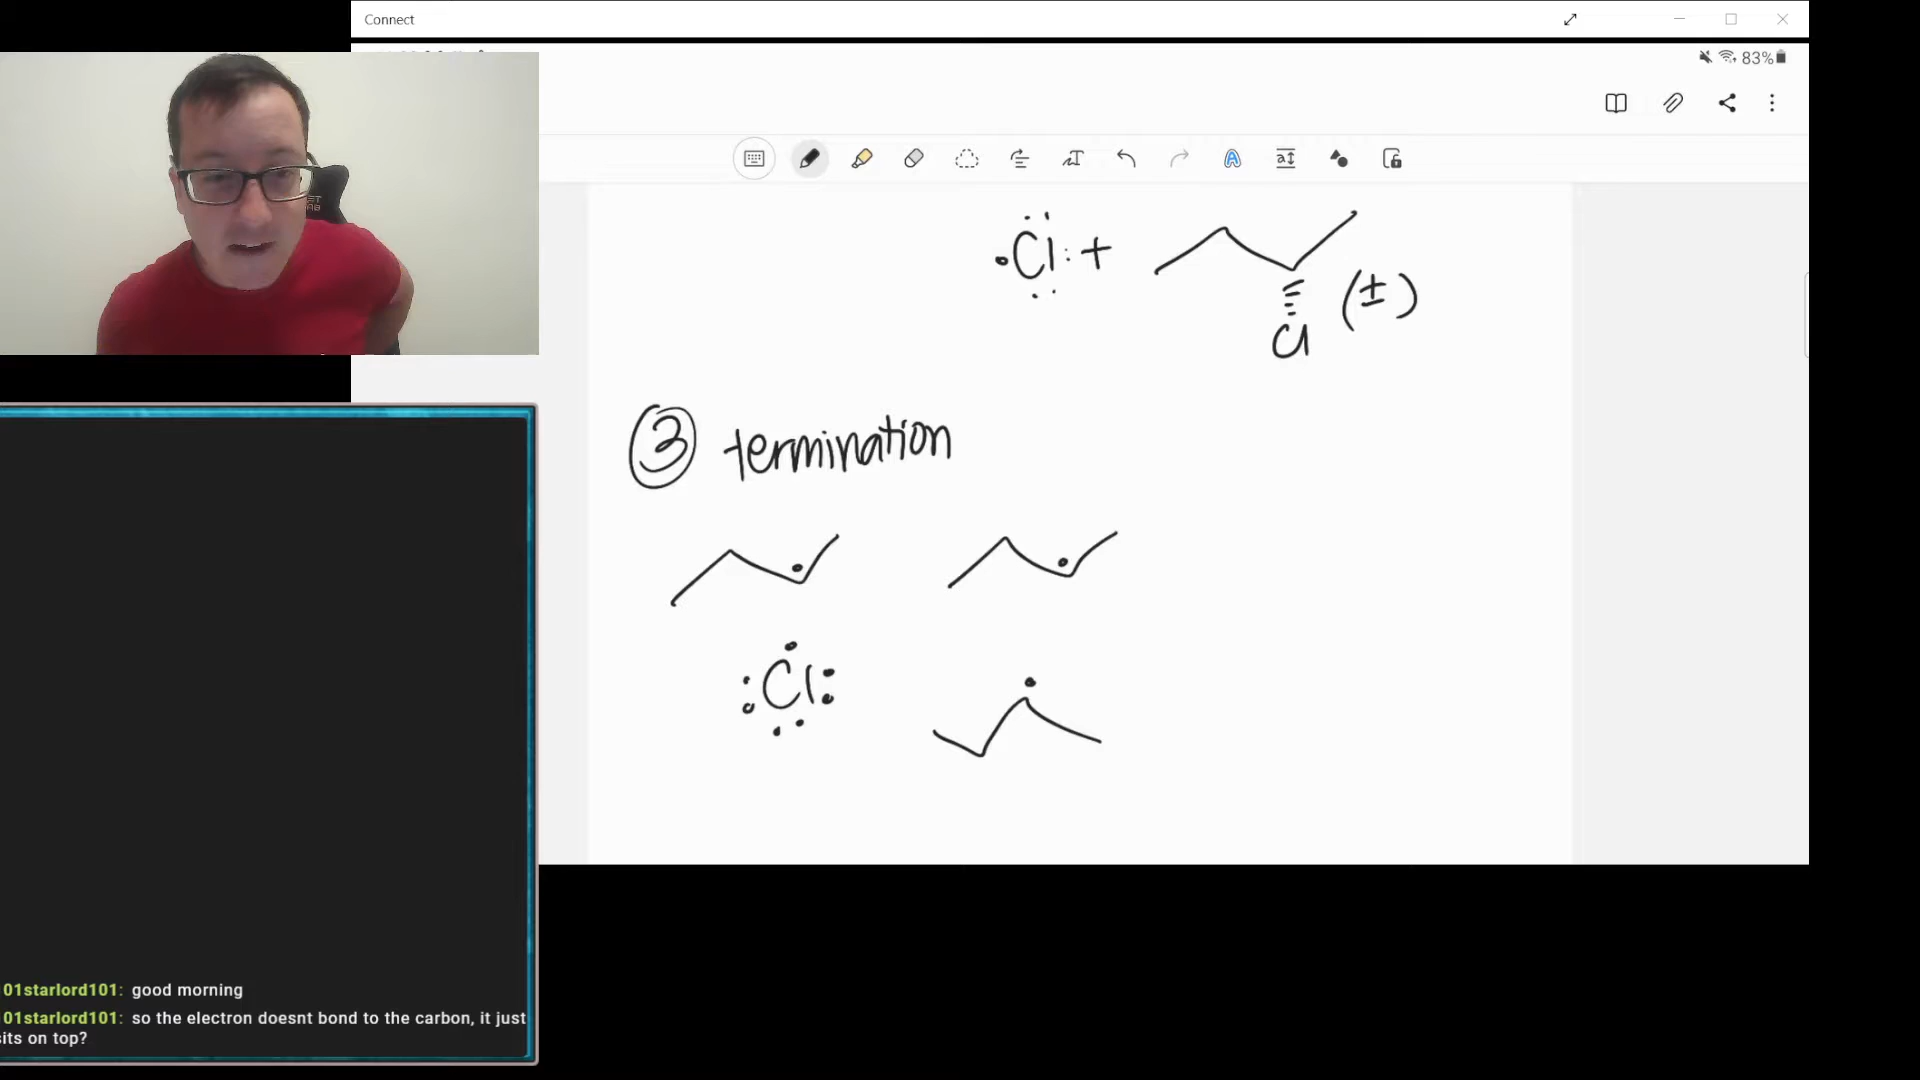 Connect
83%
Cl: +
(±)
Cl
③ termination
:Cl:
01starlord101: good morning
01starlord101: so the electron doesnt bond to the carbon, it just
sits on top?